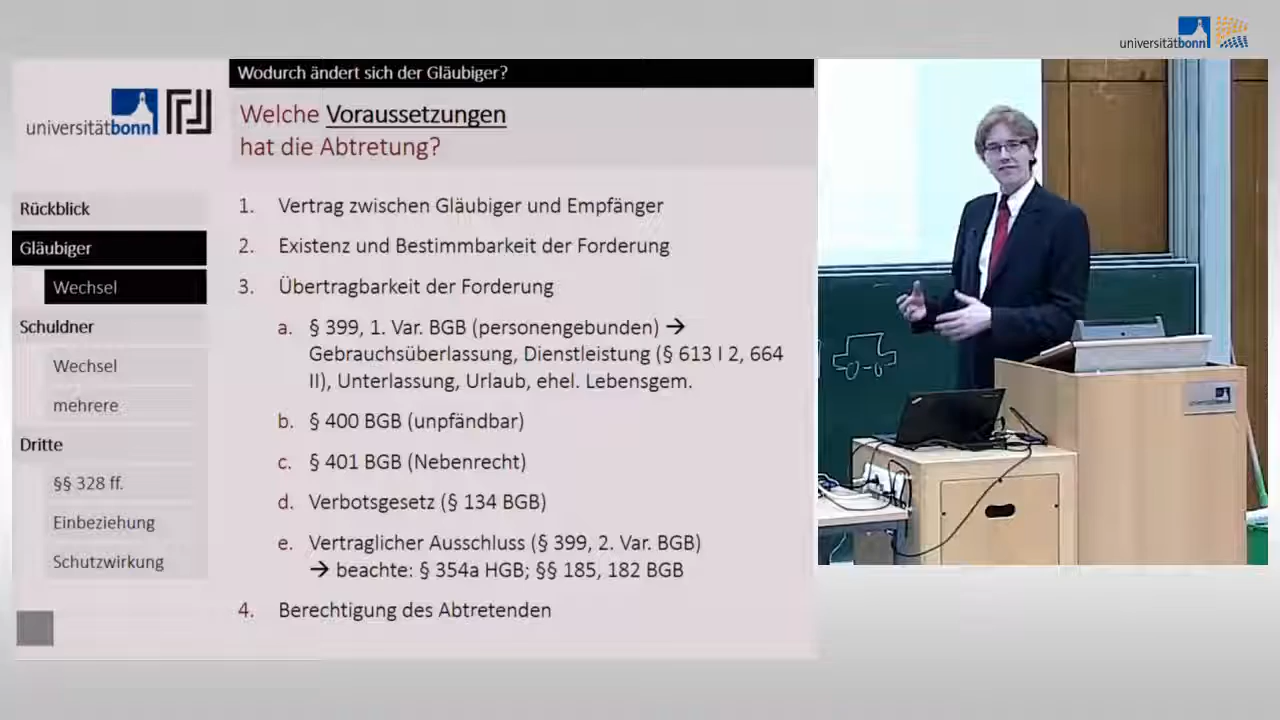 universitätbonn
Wodurch ändert sich der Gläubiger?
universitätbonn
Welche Voraussetzungen
hat die Abtretung?
Rückblick
Gläubiger
Wechsel
Schuldner
Wechsel
mehrere
Dritte
§§ 328 ff.
Einbeziehung
Schutzwirkung
1. Vertrag zwischen Gläubiger und Empfänger
2. Existenz und Bestimmbarkeit der Forderung
3. Übertragbarkeit der Forderung
a. § 399, 1. Var. BGB (personengebunden) →
Gebrauchsüberlassung, Dienstleistung (§ 613 I 2, 664
II), Unterlassung, Urlaub, ehel. Lebensgem.
b. § 400 BGB (unpfändbar)
c. § 401 BGB (Nebenrecht)
d. Verbotsgesetz (§ 134 BGB)
e. Vertraglicher Ausschluss (§ 399, 2. Var. BGB)
→ beachte: § 354a HGB; §§ 185, 182 BGB
4. Berechtigung des Abtretenden